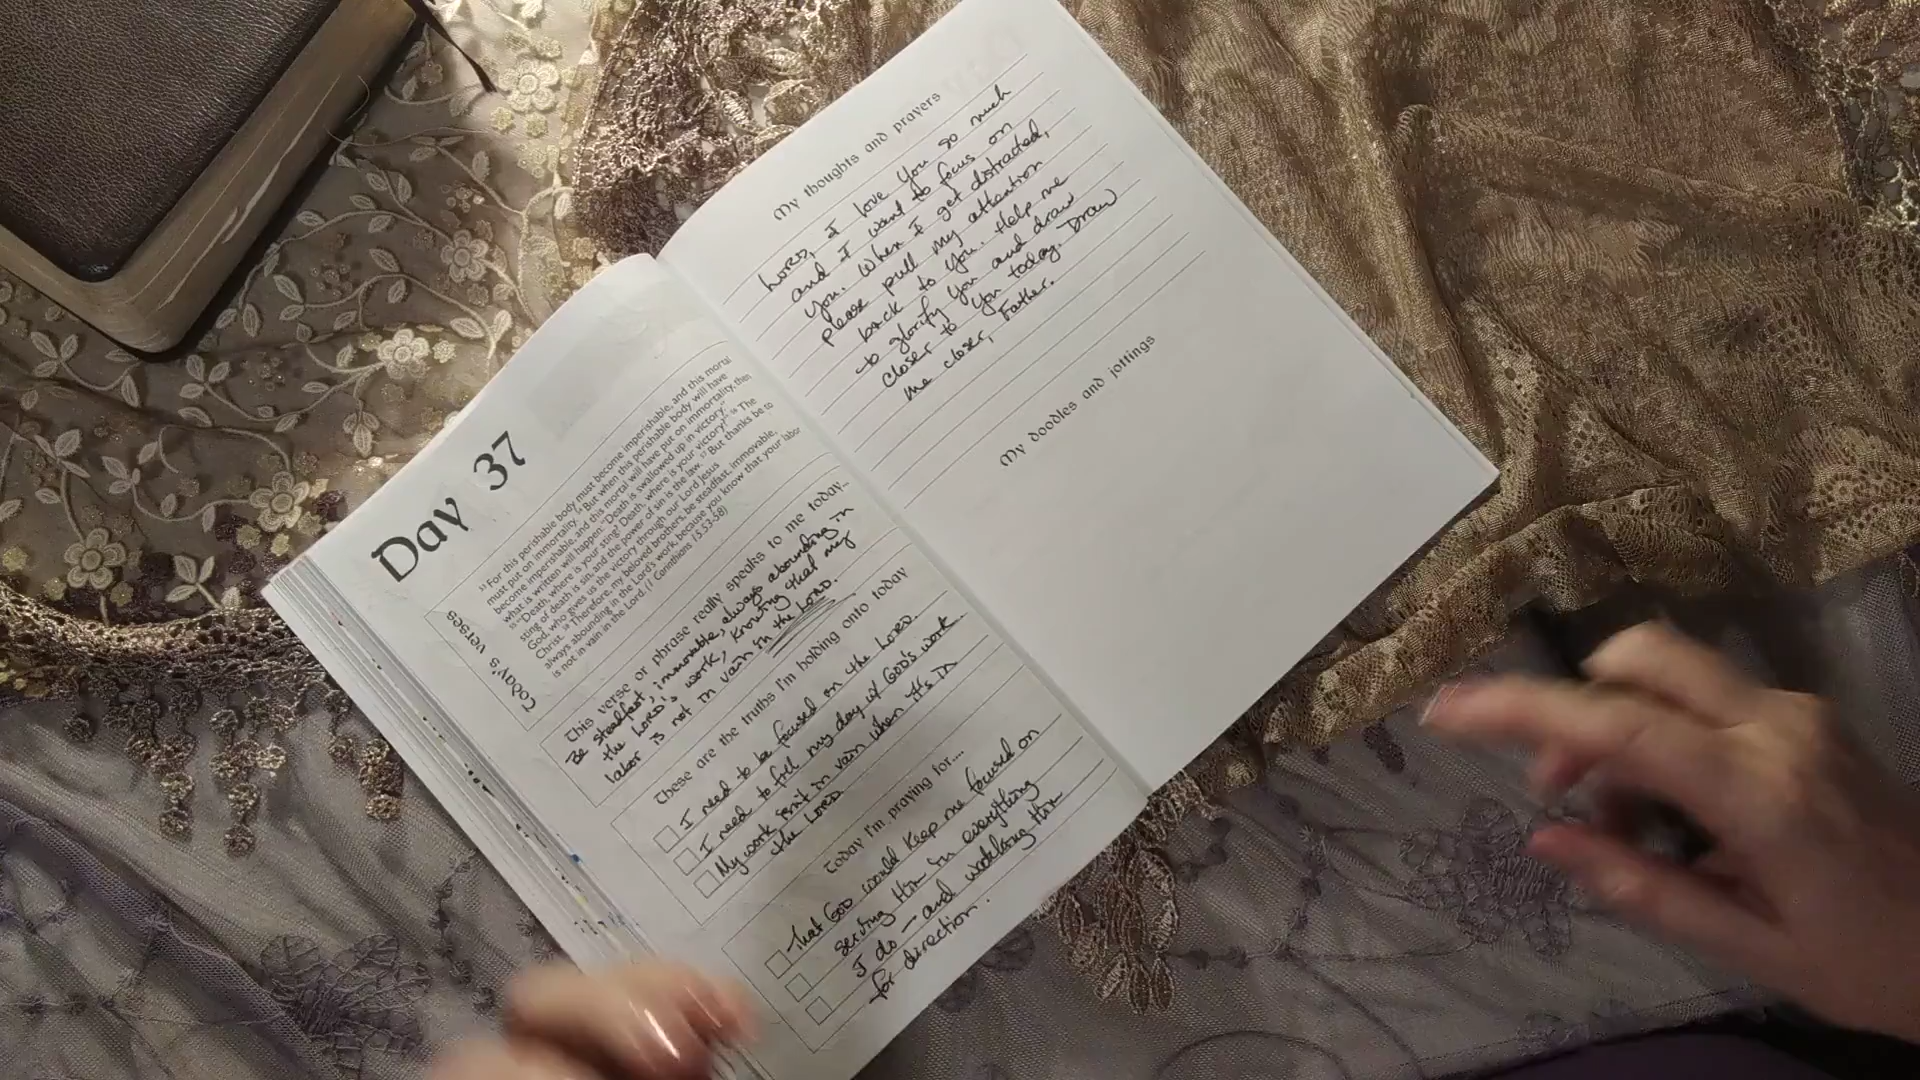 Day 37
Today's verses
⁵³ For this perishable body must become imperishable, and this mortal
must put on immortality. ⁵⁴ But when this perishable body will have
become imperishable, and this mortal will have put on immortality, then
what is written will happen: "Death is swallowed up in victory."
⁵⁵ "Death, where is your sting? Death, where is your victory?" ⁵⁶ The
sting of death is sin, and the power of sin is the law. ⁵⁷ But thanks be to
God, who gives us the victory through our Lord Jesus
Christ. ⁵⁸ Therefore, my beloved brothers, be steadfast, immovable,
always abounding in the Lord's work, because you know that your labor
is not in vain in the Lord. (1 Corinthians 15:53-58)
This verse or phrase really speaks to me today...
Be steadfast, immovable, always abounding in
the LORD's work, knowing that my
labor is not in vain in the LORD.
These are the truths I'm holding onto today
I need to be focused on the LORD.
I need to fill my day w/ GOD's work.
My work isn't in vain when it's in
the LORD.
Today I'm praying for...
That GOD would keep me focused on
serving Him in everything
I do — and watching Him
for direction.
My thoughts and prayers
LORD, I love You so much
and I want to focus on
You. When I get distracted,
please pull my attention
back to You. Help me
to glorify You and draw
closer to You today. Draw
me closer, Father.
My doodles and jottings